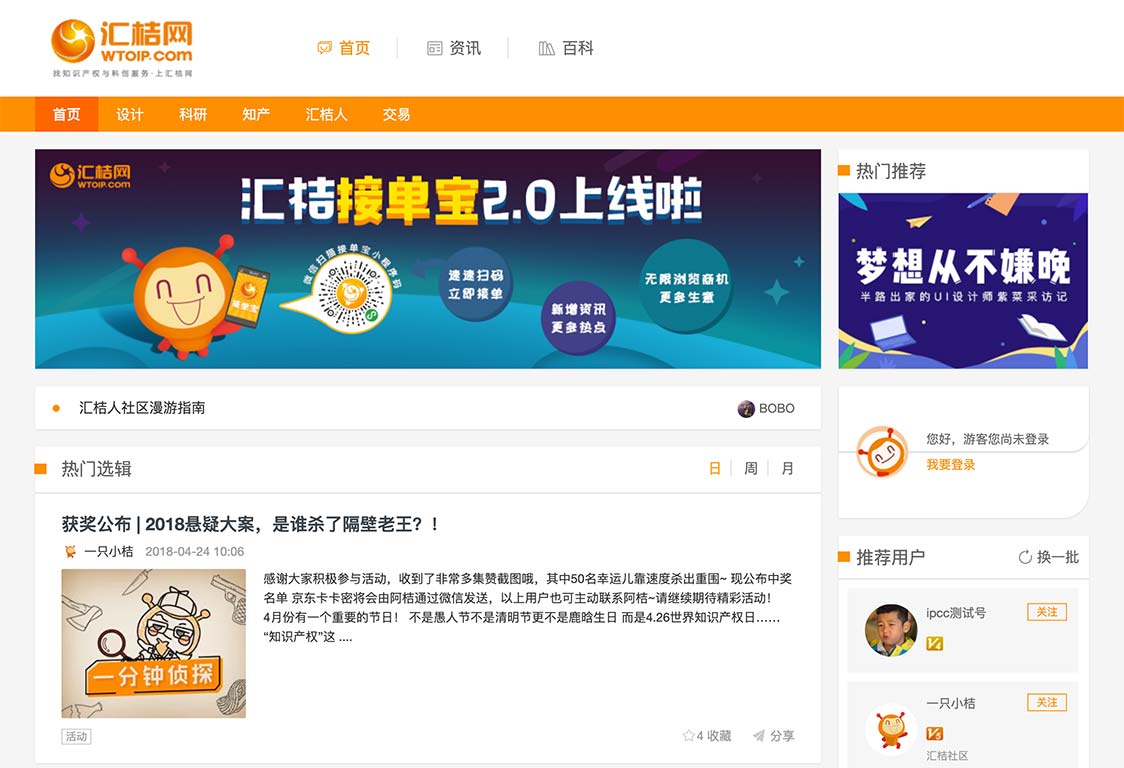 汇桔网
WTOIP.COM
找知识产权与科创服务·上汇桔网
首页
资讯
百科
首页
设计
科研
知产
汇桔人
交易
汇桔网
WTOIP.COM
汇桔接单宝2.0上线啦
微信扫描接单宝小程序码
接单宝
速速扫码
立即接单
新增资讯
更多热点
无限浏览商机
更多生意
热门推荐
梦想从不嫌晚
半路出家的UI设计师紫菜采访记
汇桔人社区漫游指南
BOBO
您好，游客您尚未登录
我要登录
热门选辑
日
周
月
获奖公布 | 2018悬疑大案，是谁杀了隔壁老王？！
一只小桔 2018-04-24 10:06
一分钟侦探
感谢大家积极参与活动，收到了非常多集赞截图哦，其中50名幸运儿靠速度杀出重围~ 现公布中奖
名单 京东卡卡密将会由阿桔通过微信发送，以上用户也可主动联系阿桔~请继续期待精彩活动！
4月份有一个重要的节日！ 不是愚人节不是清明节更不是鹿晗生日 而是4.26世界知识产权日……
“知识产权”这 ....
活动
4 收藏
分享
推荐用户
换一批
ipcc测试号
关注
V4
一只小桔
关注
V5
汇桔社区